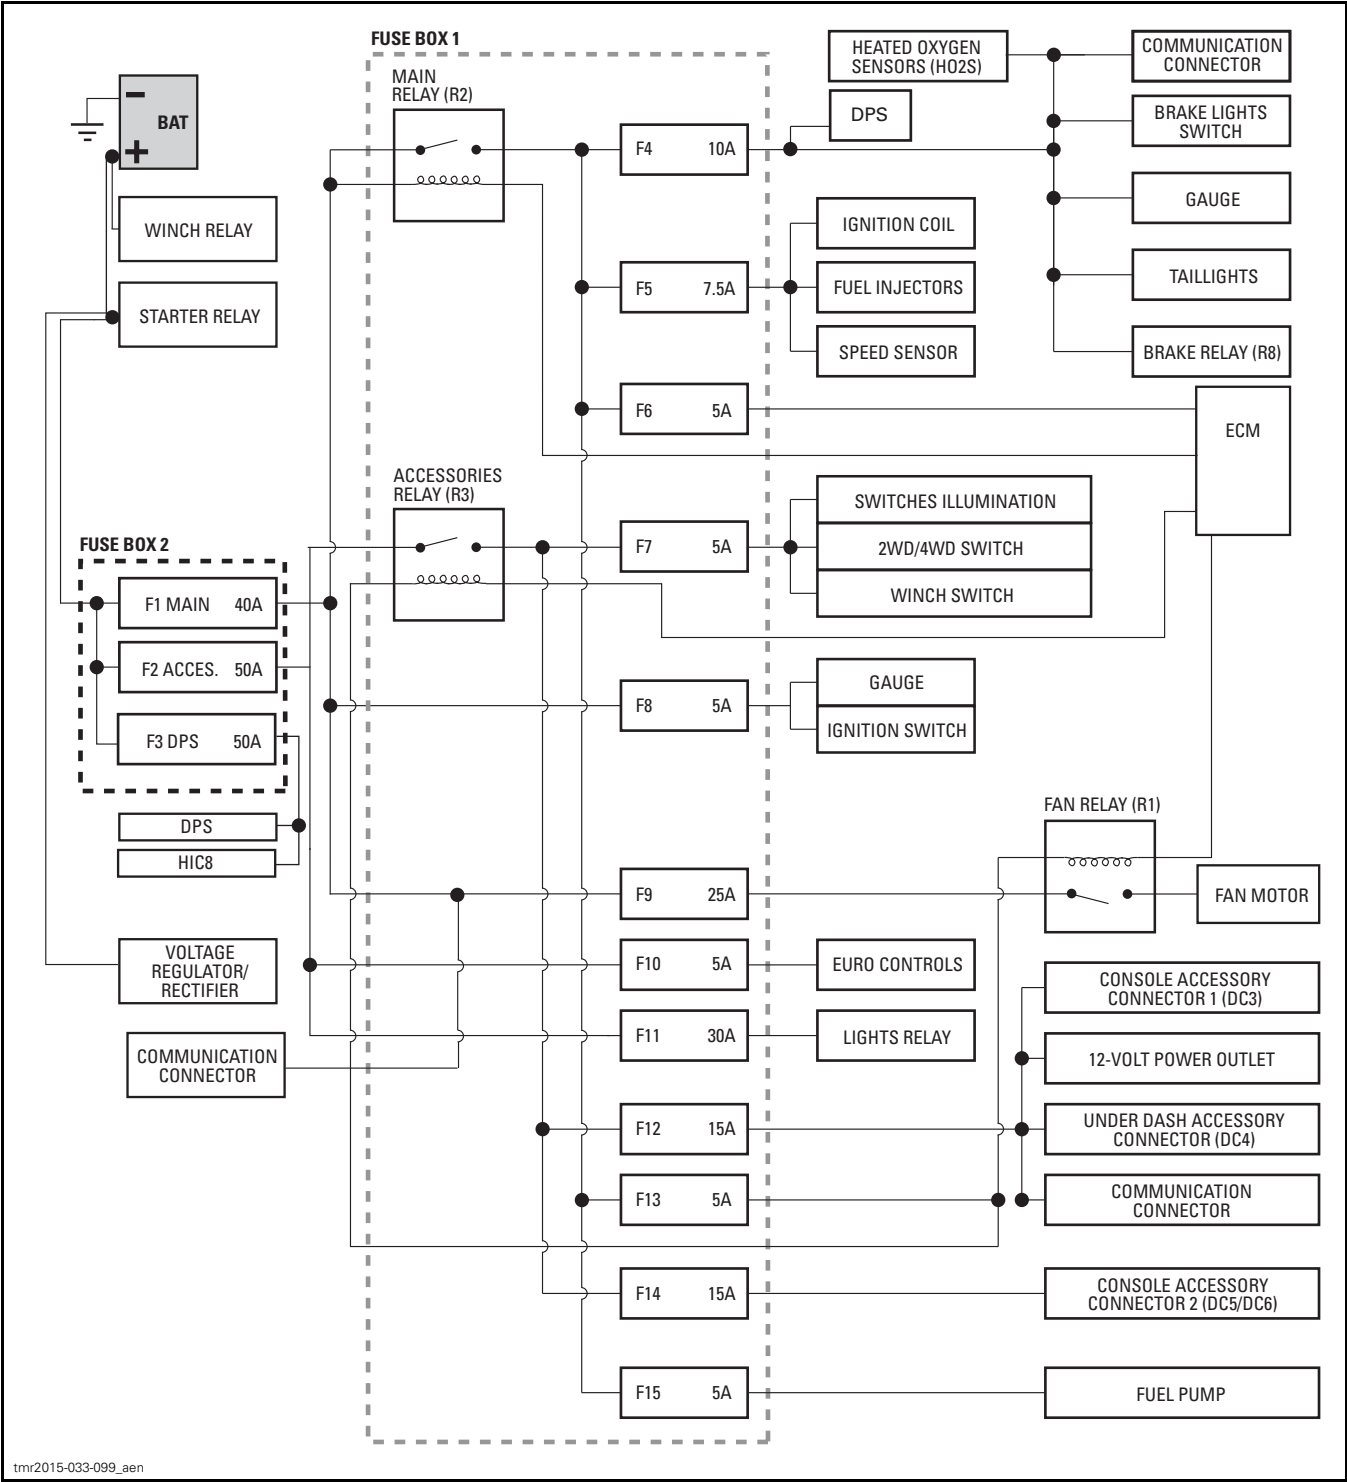 FUSE BOX 1
MAIN
RELAY (R2)
BAT
WINCH RELAY
STARTER RELAY
F4 10A
HEATED OXYGEN
SENSORS (HO2S)
DPS
COMMUNICATION
CONNECTOR
BRAKE LIGHTS
SWITCH
GAUGE
TAILLIGHTS
BRAKE RELAY (R8)
F5 7.5A
IGNITION COIL
FUEL INJECTORS
SPEED SENSOR
F6 5A
ECM
ACCESSORIES
RELAY (R3)
F7 5A
SWITCHES ILLUMINATION
2WD/4WD SWITCH
WINCH SWITCH
FUSE BOX 2
F1 MAIN 40A
F2 ACCES. 50A
F3 DPS 50A
DPS
HIC8
F8 5A
GAUGE
IGNITION SWITCH
FAN RELAY (R1)
F9 25A
FAN MOTOR
VOLTAGE
REGULATOR/
RECTIFIER
F10 5A
EURO CONTROLS
F11 30A
LIGHTS RELAY
COMMUNICATION
CONNECTOR
CONSOLE ACCESSORY
CONNECTOR 1 (DC3)
12-VOLT POWER OUTLET
F12 15A
UNDER DASH ACCESSORY
CONNECTOR (DC4)
F13 5A
COMMUNICATION
CONNECTOR
F14 15A
CONSOLE ACCESSORY
CONNECTOR 2 (DC5/DC6)
F15 5A
FUEL PUMP
tmr2015-033-099_aen